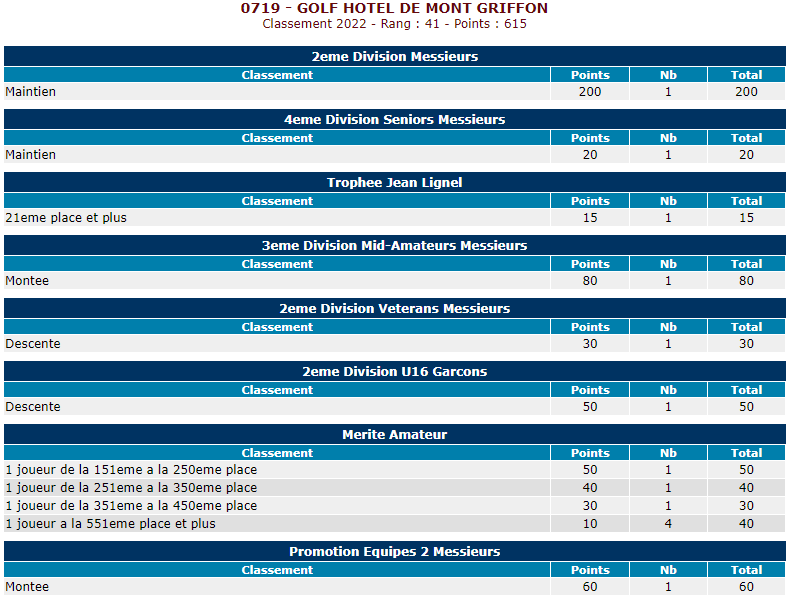 0719 - GOLF HOTEL DE MONT GRIFFON
Classement 2022 - Rang : 41 - Points : 615
2eme Division Messieurs
Classement Points Nb Total
Maintien 200 1 200
4eme Division Seniors Messieurs
Classement Points Nb Total
Maintien 20 1 20
Trophee Jean Lignel
Classement Points Nb Total
21eme place et plus 15 1 15
3eme Division Mid-Amateurs Messieurs
Classement Points Nb Total
Montee 80 1 80
2eme Division Veterans Messieurs
Classement Points Nb Total
Descente 30 1 30
2eme Division U16 Garcons
Classement Points Nb Total
Descente 50 1 50
Merite Amateur
Classement Points Nb Total
1 joueur de la 151eme a la 250eme place 50 1 50
1 joueur de la 251eme a la 350eme place 40 1 40
1 joueur de la 351eme a la 450eme place 30 1 30
1 joueur a la 551eme place et plus 10 4 40
Promotion Equipes 2 Messieurs
Classement Points Nb Total
Montee 60 1 60